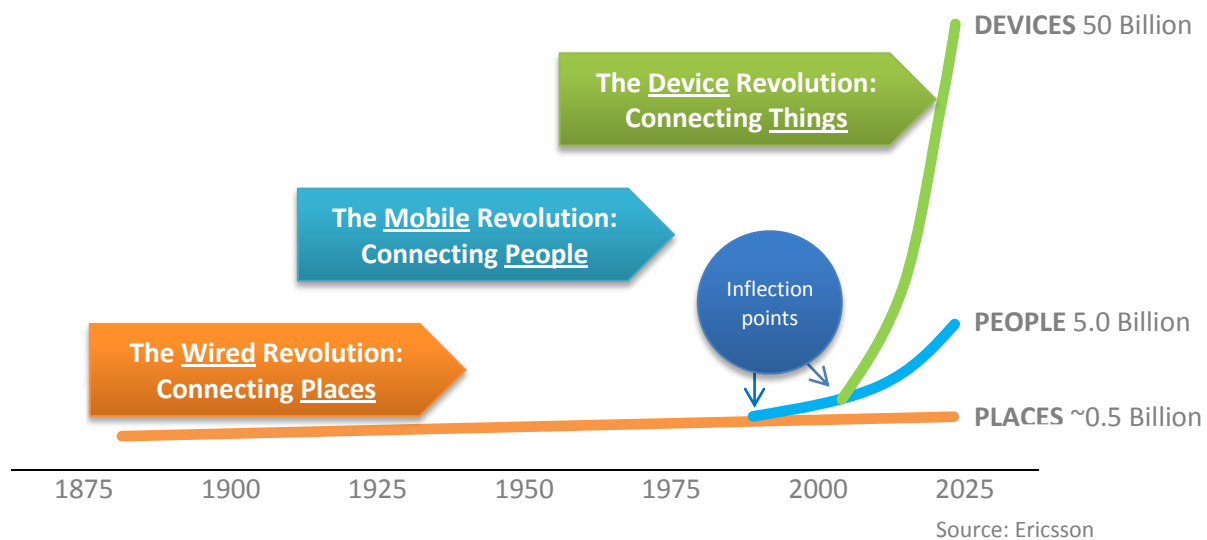 DEVICES 50 Billion
The Device Revolution:
Connecting Things
The Mobile Revolution:
Connecting People
Inflection
points
PEOPLE 5.0 Billion
The Wired Revolution:
Connecting Places
PLACES ~0.5 Billion
1875 1900 1925 1950 1975 2000 2025
Source: Ericsson